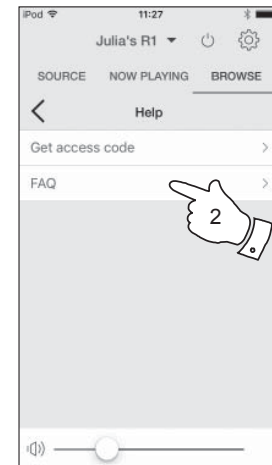 iPod 11:27
Julia's R1
SOURCE NOW PLAYING BROWSE
Help
Get access code
FAQ
2